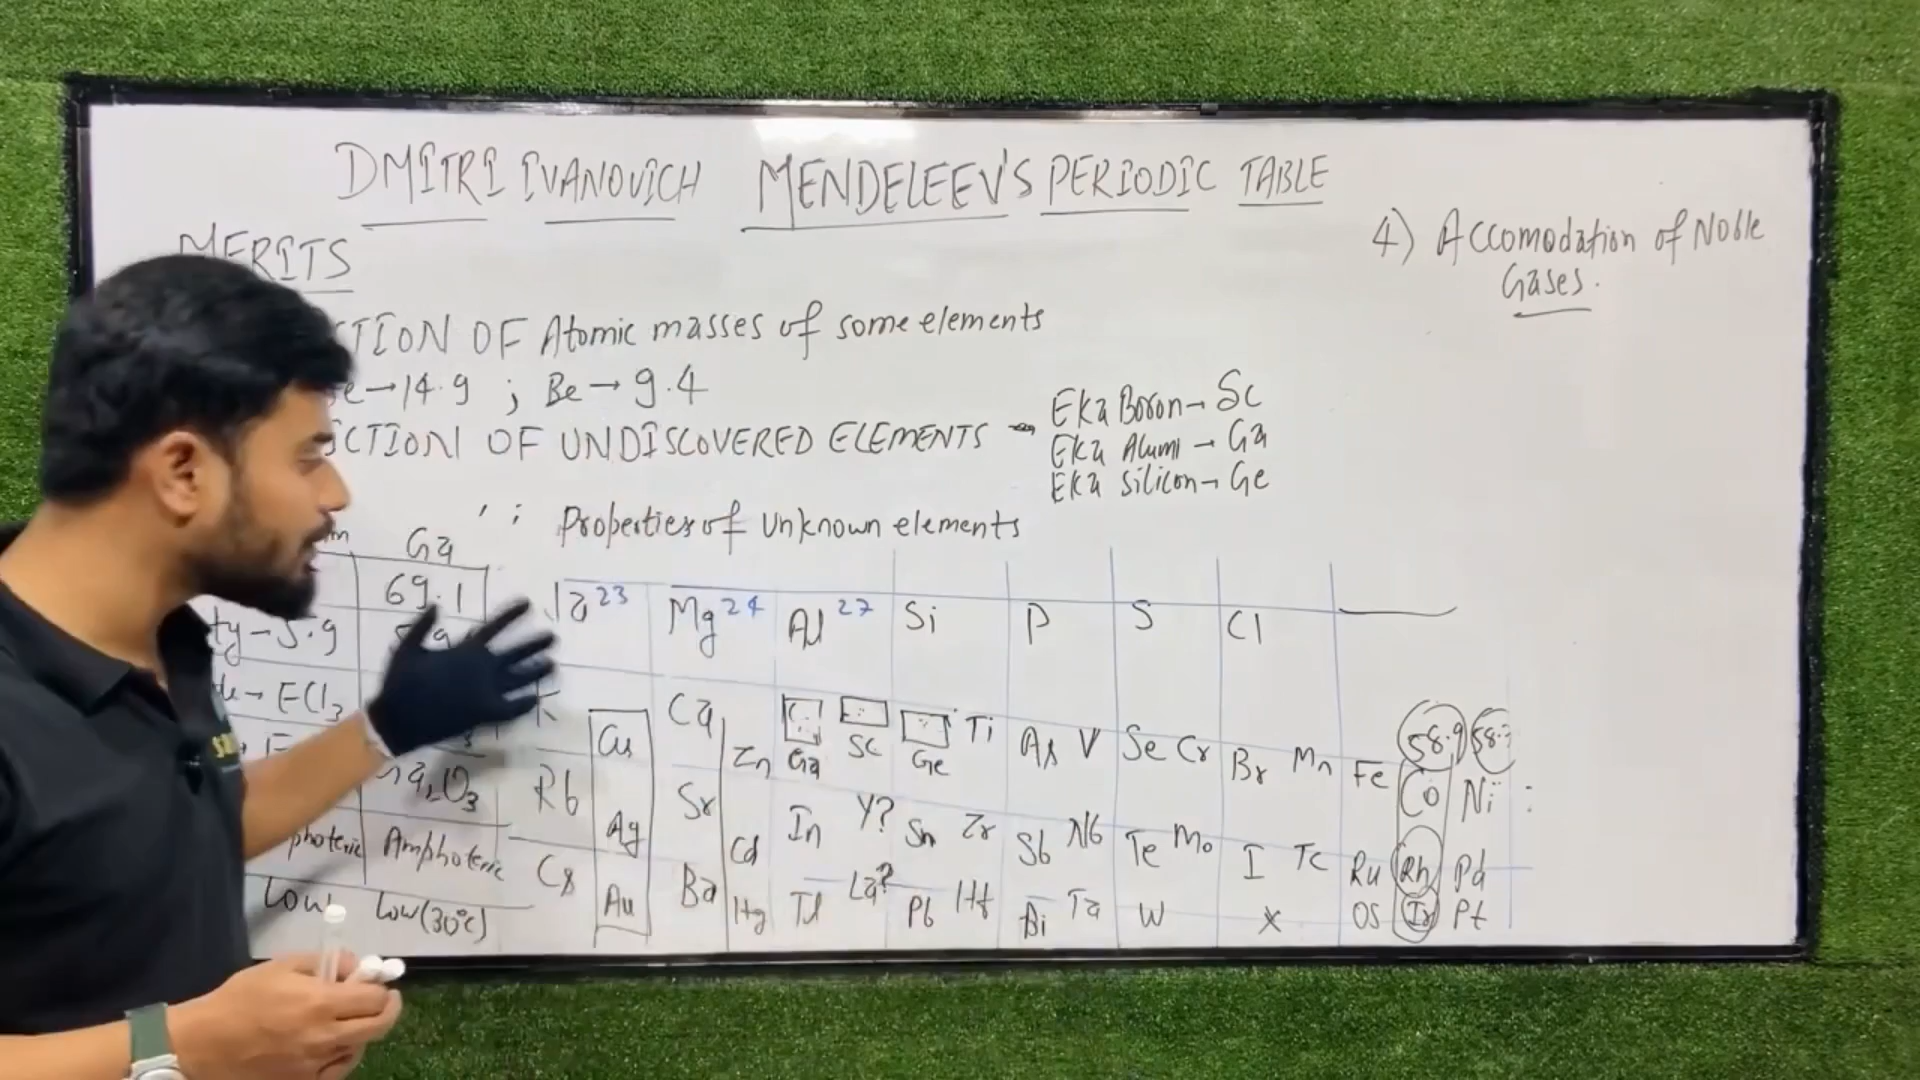 DMITRI IVANOVICH MENDELEEV'S PERIODIC TABLE
MERITS
4) Accomodation of Noble
Gases.
TION OF Atomic masses of some elements
e → 14.9 ; Be → 9.4
CTION OF UNDISCOVERED ELEMENTS →
Eka Boron → Sc
Eka Alumi → Ga
Eka Silicon → Ge
; Properties of unknown elements
Ga
69.1
ty → 5.9
→ ECl3
Ga2O3
photeric Amphoteric
Low Low (30°C)
Na 23 Mg 24 Al 27 Si P S Cl
58.9 58.7
K Cu Ca Zn Ga Sc Ge Ti As V Se Cr Br Mn Fe Co Ni
Rb Ag Sr Cd In Y? Sn Zr Sb Nb Te Mo I Tc Ru Rh Pd
Cs Au Ba Hg Tl La? Pb Hf Bi Ta W × OS Ir Pt